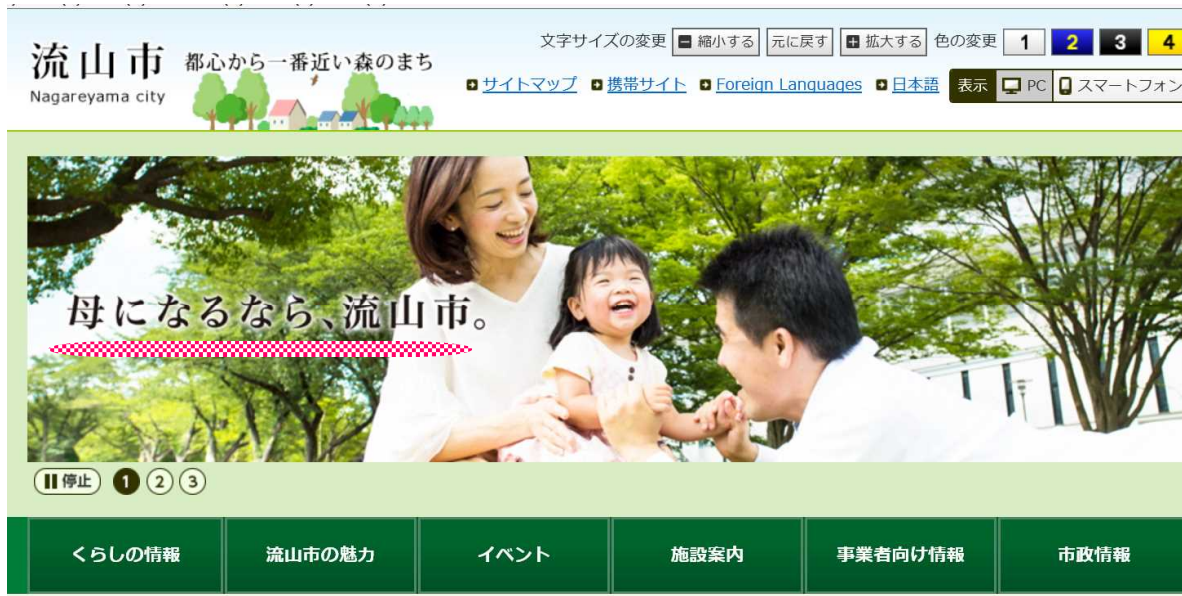 流山市 都心から一番近い森のまち
Nagareyama city
文字サイズの変更 縮小する 元に戻す 拡大する 色の変更 1 2 3 4
サイトマップ 携帯サイト Foreign Languages 日本語 表示 PC スマートフォン
母になるなら、流山市。
停止 1 2 3
くらしの情報 流山市の魅力 イベント 施設案内 事業者向け情報 市政情報